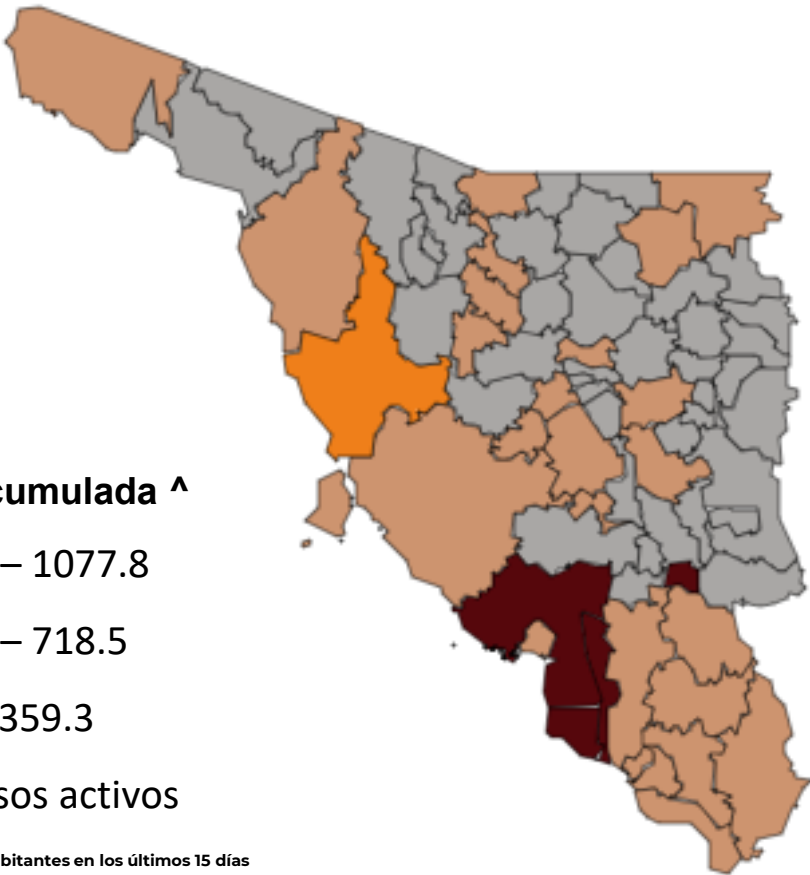 cumulada ^
– 1077.8
– 718.5
359.3
sos activos
bitantes en los últimos 15 días